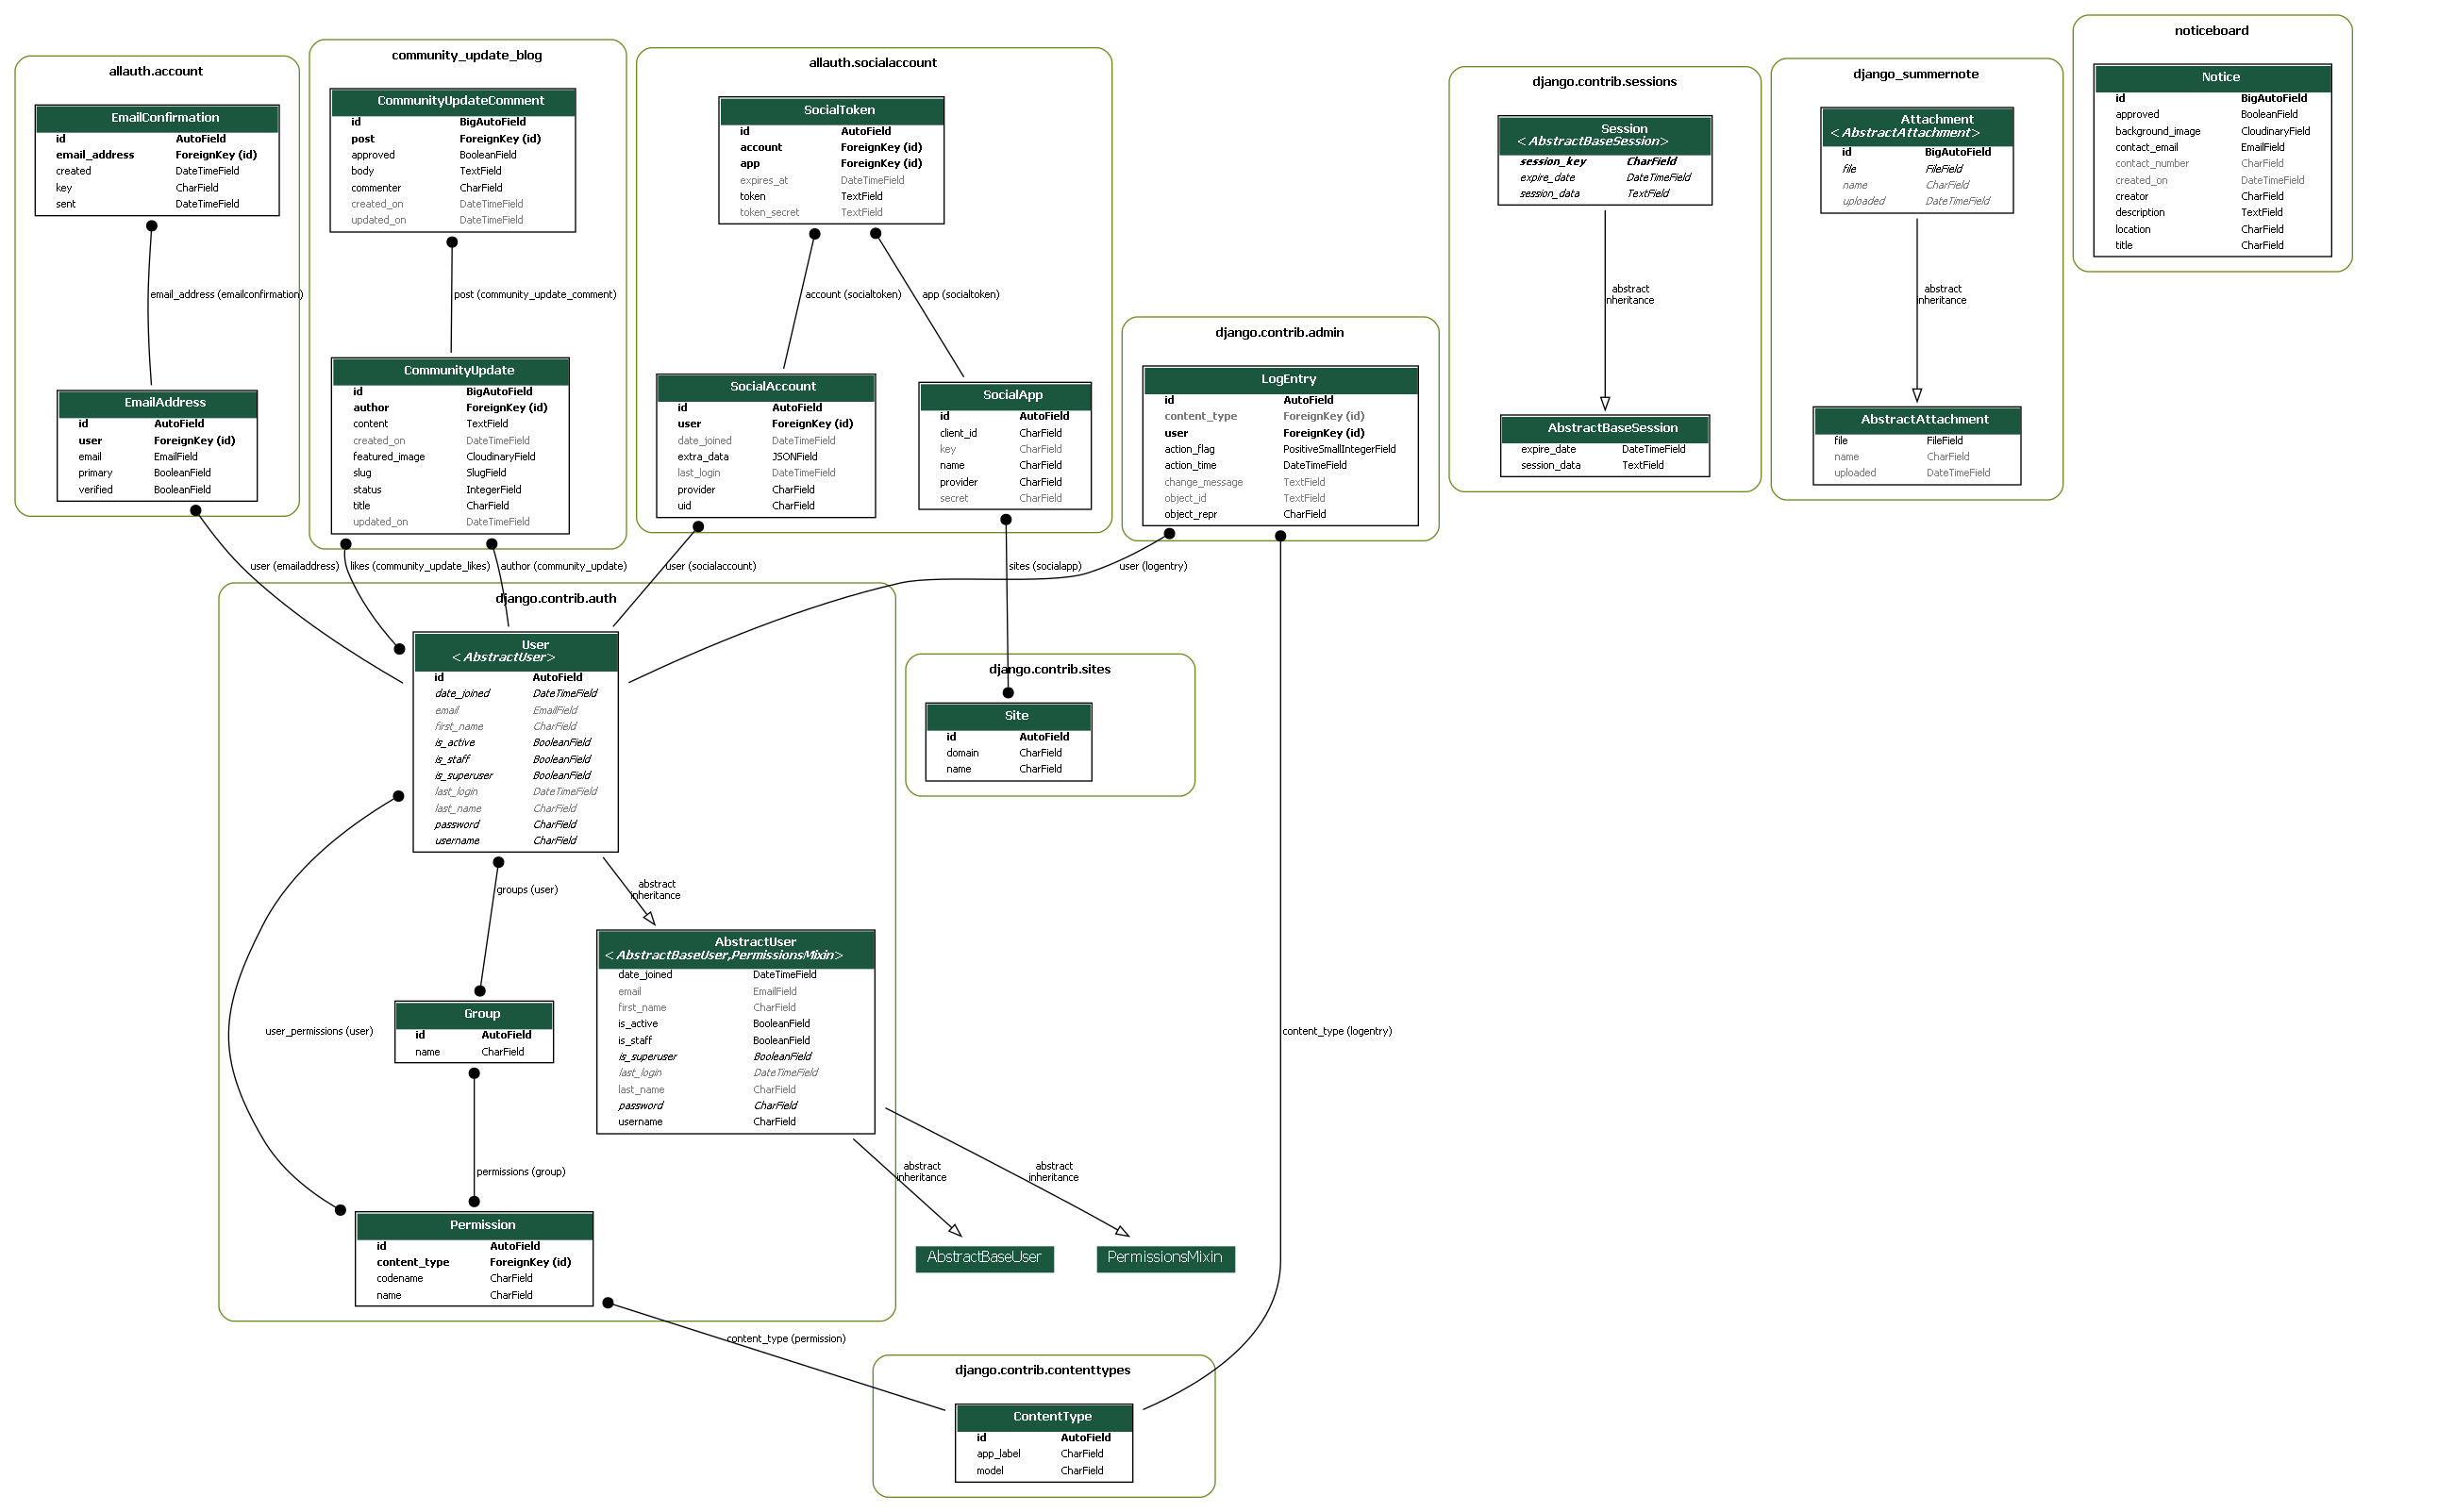 allauth.account
EmailConfirmation
id AutoField
email_address ForeignKey (id)
created DateTimeField
key CharField
sent DateTimeField
email_address (emailconfirmation)
EmailAddress
id AutoField
user ForeignKey (id)
email EmailField
primary BooleanField
verified BooleanField
community_update_blog
CommunityUpdateComment
id BigAutoField
post ForeignKey (id)
approved BooleanField
body TextField
commenter CharField
created_on DateTimeField
updated_on DateTimeField
post (community_update_comment)
CommunityUpdate
id BigAutoField
author ForeignKey (id)
content TextField
created_on DateTimeField
featured_image CloudinaryField
slug SlugField
status IntegerField
title CharField
updated_on DateTimeField
allauth.socialaccount
SocialToken
id AutoField
account ForeignKey (id)
app ForeignKey (id)
expires_at DateTimeField
token TextField
token_secret TextField
account (socialtoken)
app (socialtoken)
SocialAccount
id AutoField
user ForeignKey (id)
date_joined DateTimeField
extra_data JSONField
last_login DateTimeField
provider CharField
uid CharField
SocialApp
id AutoField
client_id CharField
key CharField
name CharField
provider CharField
secret CharField
django.contrib.admin
LogEntry
id AutoField
content_type ForeignKey (id)
user ForeignKey (id)
action_flag PositiveSmallIntegerField
action_time DateTimeField
change_message TextField
object_id TextField
object_repr CharField
django.contrib.sessions
Session
<AbstractBaseSession>
session_key CharField
expire_date DateTimeField
session_data TextField
abstract
inheritance
AbstractBaseSession
expire_date DateTimeField
session_data TextField
django_summernote
Attachment
<AbstractAttachment>
id BigAutoField
file FileField
name CharField
uploaded DateTimeField
abstract
inheritance
AbstractAttachment
file FileField
name CharField
uploaded DateTimeField
noticeboard
Notice
id BigAutoField
approved BooleanField
background_image CloudinaryField
contact_email EmailField
contact_number CharField
created_on DateTimeField
creator CharField
description TextField
location CharField
title CharField
user (emailaddress)
likes (community_update_likes)
author (community_update)
user (socialaccount)
sites (socialapp)
user (logentry)
django.contrib.auth
User
<AbstractUser>
id AutoField
date_joined DateTimeField
email EmailField
first_name CharField
is_active BooleanField
is_staff BooleanField
is_superuser BooleanField
last_login DateTimeField
last_name CharField
password CharField
username CharField
django.contrib.sites
Site
id AutoField
domain CharField
name CharField
groups (user)
abstract
inheritance
AbstractUser
<AbstractBaseUser,PermissionsMixin>
date_joined DateTimeField
email EmailField
first_name CharField
is_active BooleanField
is_staff BooleanField
is_superuser BooleanField
last_login DateTimeField
last_name CharField
password CharField
username CharField
Group
id AutoField
name CharField
user_permissions (user)
content_type (logentry)
permissions (group)
abstract
inheritance
abstract
inheritance
Permission
id AutoField
content_type ForeignKey (id)
codename CharField
name CharField
AbstractBaseUser
PermissionsMixin
content_type (permission)
django.contrib.contenttypes
ContentType
id AutoField
app_label CharField
model CharField